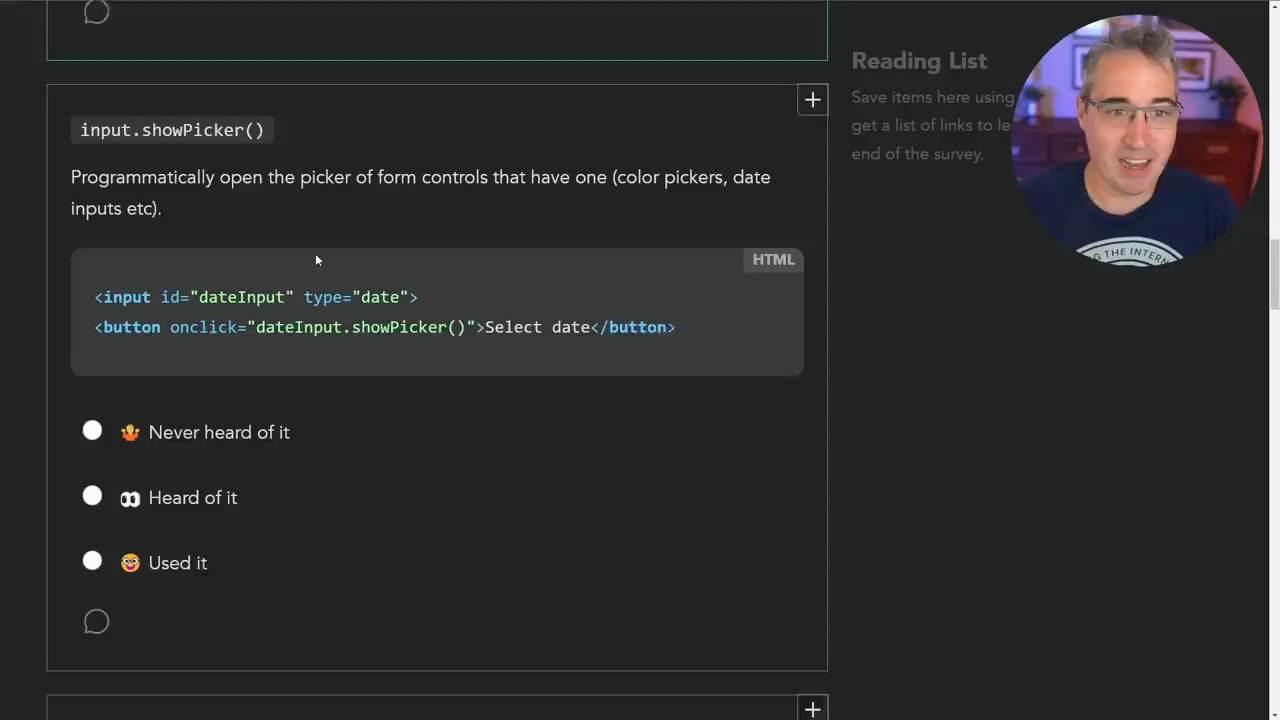 input.showPicker()
Programmatically open the picker of form controls that have one (color pickers, date
inputs etc).
HTML
<input id="dateInput" type="date">
<button onclick="dateInput.showPicker()">Select date</button>
Never heard of it
Heard of it
Used it
Reading List
Save items here using
get a list of links to le
end of the survey.
G THE INTERN